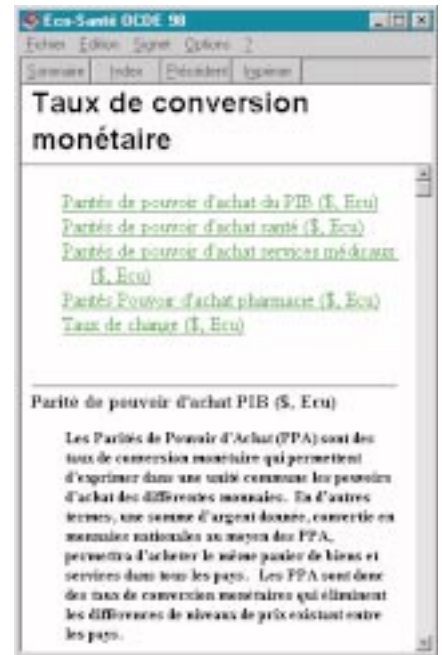 Eco-Santé OCDE 98
Fichier Edition Signet Options ?
Sommaire Index Précédent Imprimer
Taux de conversion
monétaire
Parités de pouvoir d'achat du PIB ($, Ecu)
Parités de pouvoir d'achat santé ($, Ecu)
Parités de pouvoir d'achat services médicaux
($, Ecu)
Parités Pouvoir d'achat pharmacie ($, Ecu)
Taux de change ($, Ecu)
Parité de pouvoir d'achat PIB ($, Ecu)
Les Parités de Pouvoir d'Achat (PPA) sont des
taux de conversion monétaire qui permettent
d'exprimer dans une unité commune les pouvoirs
d'achat des différentes monnaies. En d'autres
termes, une somme d'argent donnée, convertie en
monnaies nationales au moyen des PPA,
permettra d'acheter le même panier de biens et
services dans tous les pays. Les PPA sont donc
des taux de conversion monétaires qui éliminent
les différences de niveaux de prix existant entre
les pays.